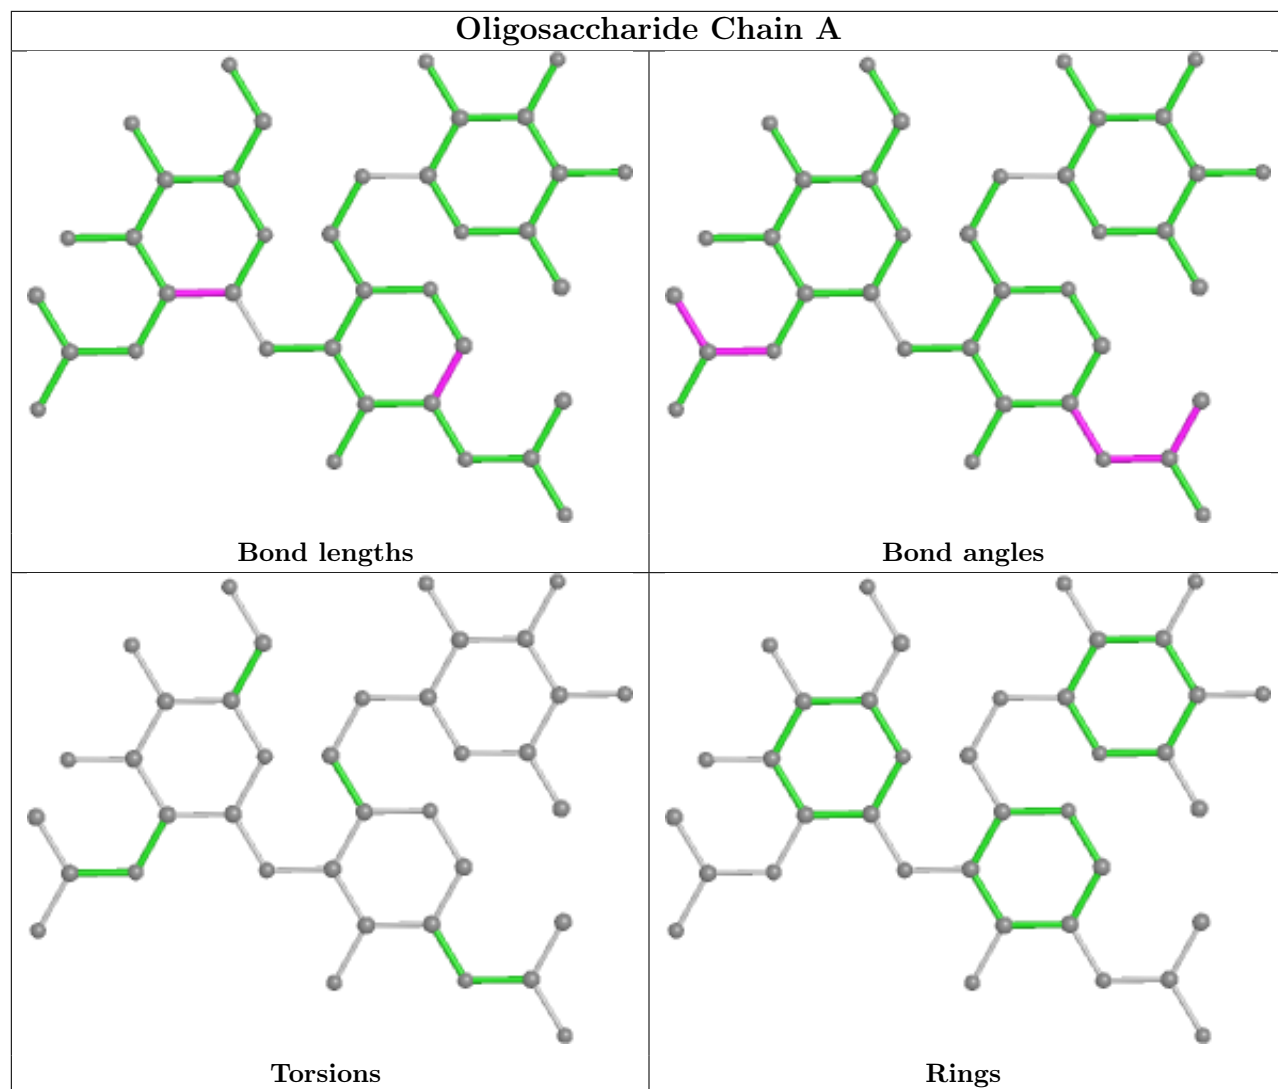 Oligosaccharide Chain A
Bond lengths
Bond angles
Torsions
Rings